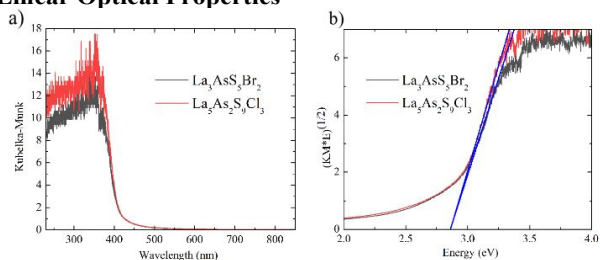 Linear Optical Properties
a)
18
16
14
12
10
8
6
4
2
0
Kubelka-Munk
La₃AsS₅Br₂
La₅As₂S₉Cl₃
300 400 500 600 700 800
Wavelength (nm)
b)
6
4
2
0
(KM*E)^(1/2)
La₃AsS₅Br₂
La₅As₂S₉Cl₃
2.0 2.5 3.0 3.5 4.0
Energy (eV)